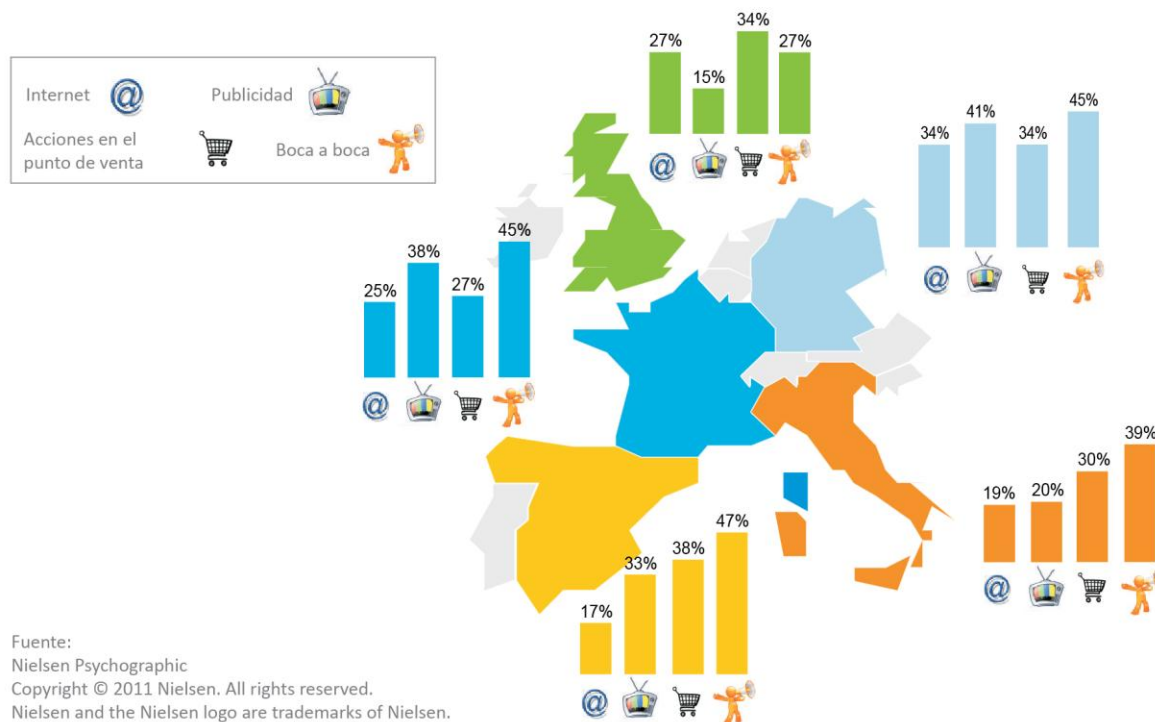 Internet
Publicidad
Acciones en el
punto de venta
Boca a boca
27% 15% 34% 27%
34% 41% 34% 45%
25% 38% 27% 45%
19% 20% 30% 39%
17% 33% 38% 47%
Fuente:
Nielsen Psychographic
Copyright © 2011 Nielsen. All rights reserved.
Nielsen and the Nielsen logo are trademarks of Nielsen.